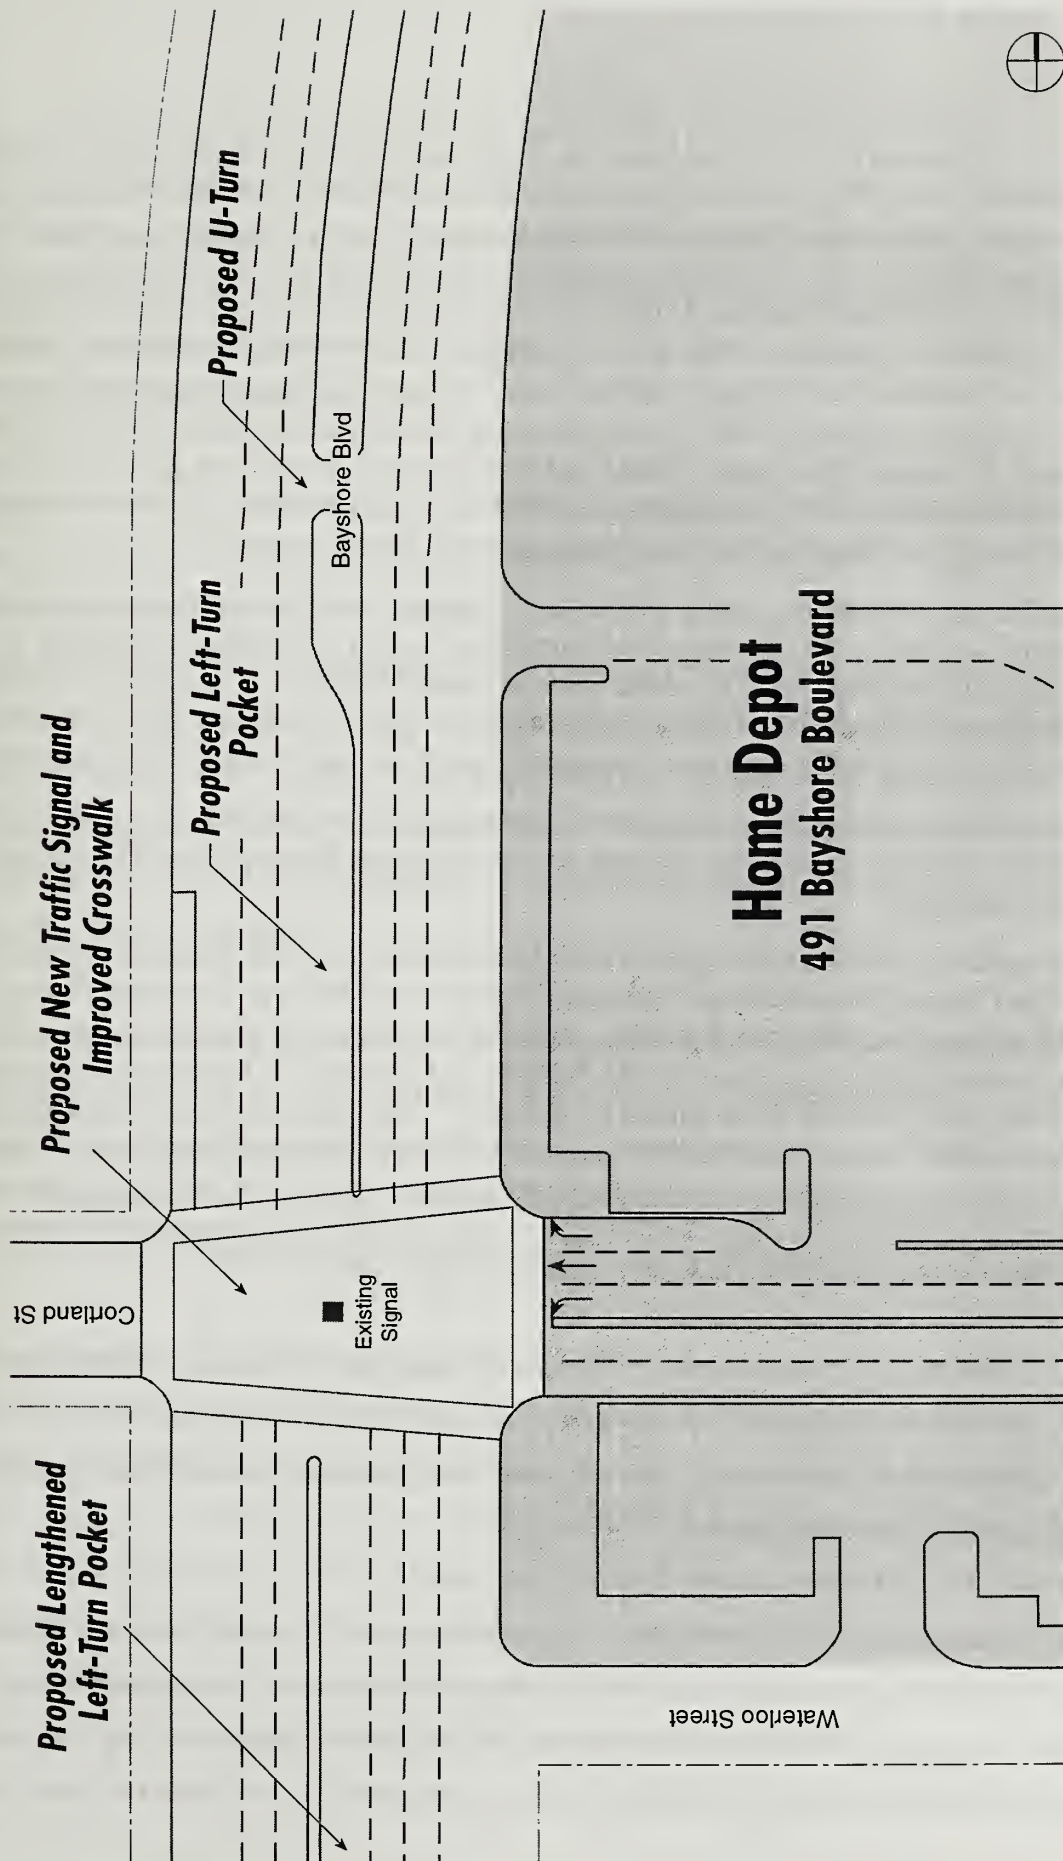 Proposed New Traffic Signal and
Improved Crosswalk
Proposed Lengthened
Left-Turn Pocket
Proposed Left-Turn
Pocket
Proposed U-Turn
Cortland St
Existing
Signal
Bayshore Blvd
Home Depot
491 Bayshore Boulevard
Waterloo Street